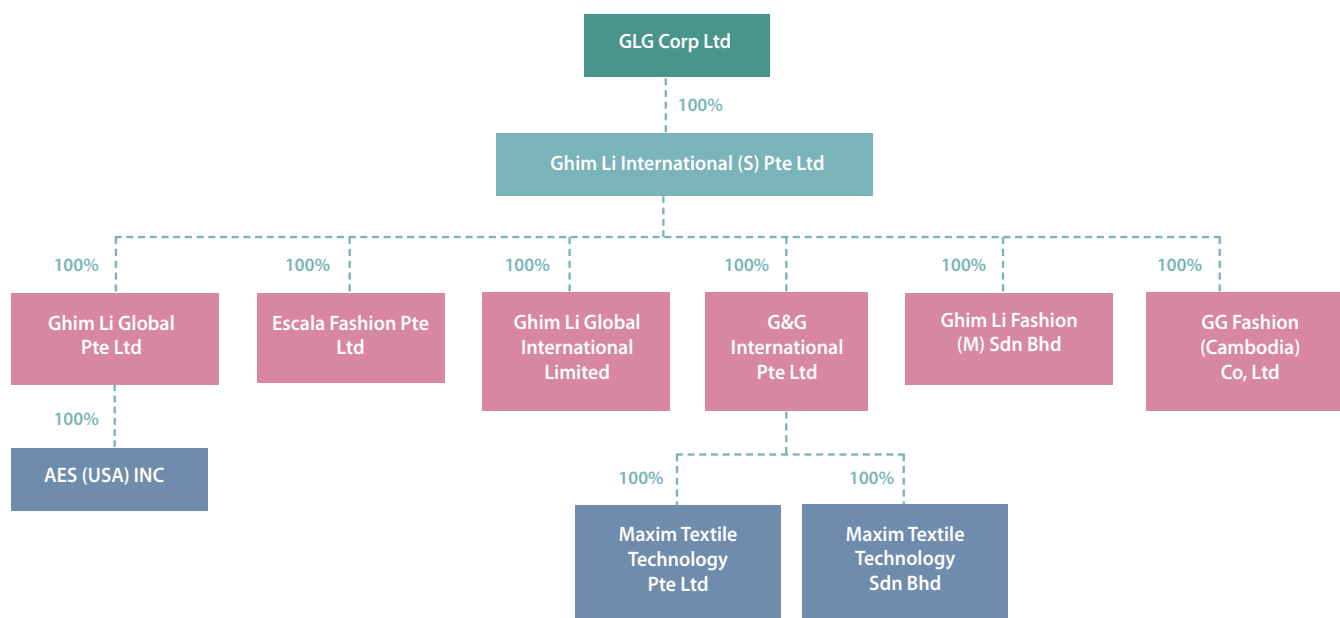 GLG Corp Ltd
100%
Ghim Li International (S) Pte Ltd
100%
100%
100%
100%
100%
100%
Ghim Li Global
Pte Ltd
Escala Fashion Pte
Ltd
Ghim Li Global
International
Limited
G&G
International
Pte Ltd
Ghim Li Fashion
(M) Sdn Bhd
GG Fashion
(Cambodia)
Co, Ltd
100%
AES (USA) INC
100%
100%
Maxim Textile
Technology
Pte Ltd
Maxim Textile
Technology
Sdn Bhd